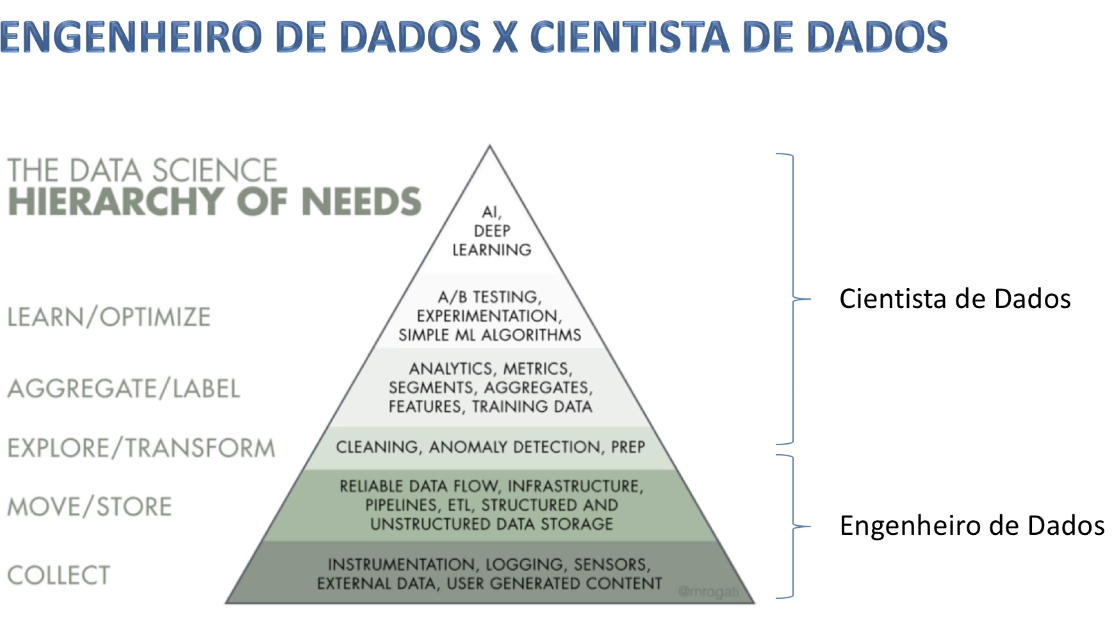 ENGENHEIRO DE DADOS X CIENTISTA DE DADOS
THE DATA SCIENCE
HIERARCHY OF NEEDS
AI,
DEEP
LEARNING
LEARN/OPTIMIZE
A/B TESTING,
EXPERIMENTATION,
SIMPLE ML ALGORITHMS
AGGREGATE/LABEL
ANALYTICS, METRICS,
SEGMENTS, AGGREGATES,
FEATURES, TRAINING DATA
EXPLORE/TRANSFORM
CLEANING, ANOMALY DETECTION, PREP
MOVE/STORE
RELIABLE DATA FLOW, INFRASTRUCTURE,
PIPELINES, ETL, STRUCTURED AND
UNSTRUCTURED DATA STORAGE
COLLECT
INSTRUMENTATION, LOGGING, SENSORS,
EXTERNAL DATA, USER GENERATED CONTENT
@mrogati
Cientista de Dados
Engenheiro de Dados